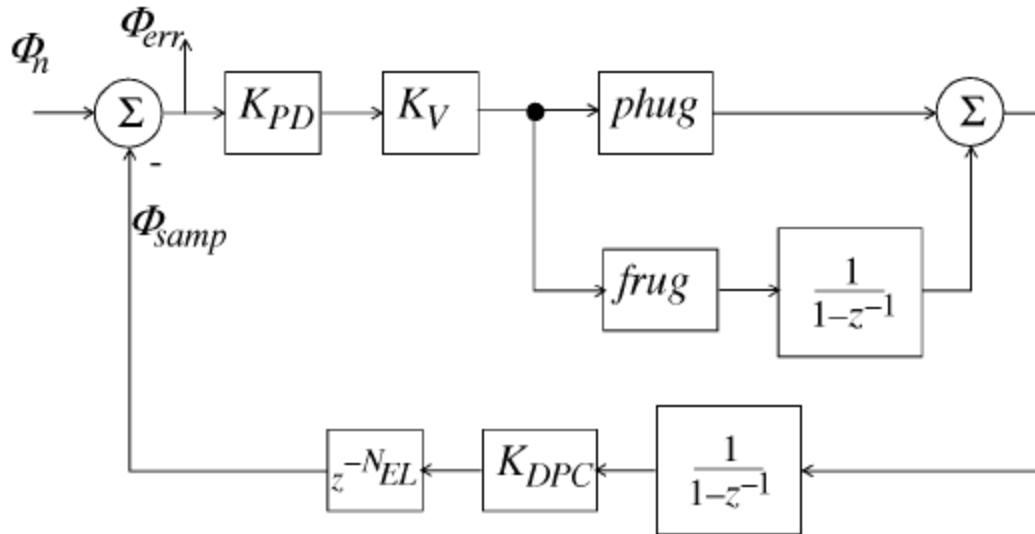 Φerr
Φn
Σ
KPD
KV
phug
Σ
-
Φsamp
frug
1
1–z–1
z–NEL
KDPC
1
1–z–1